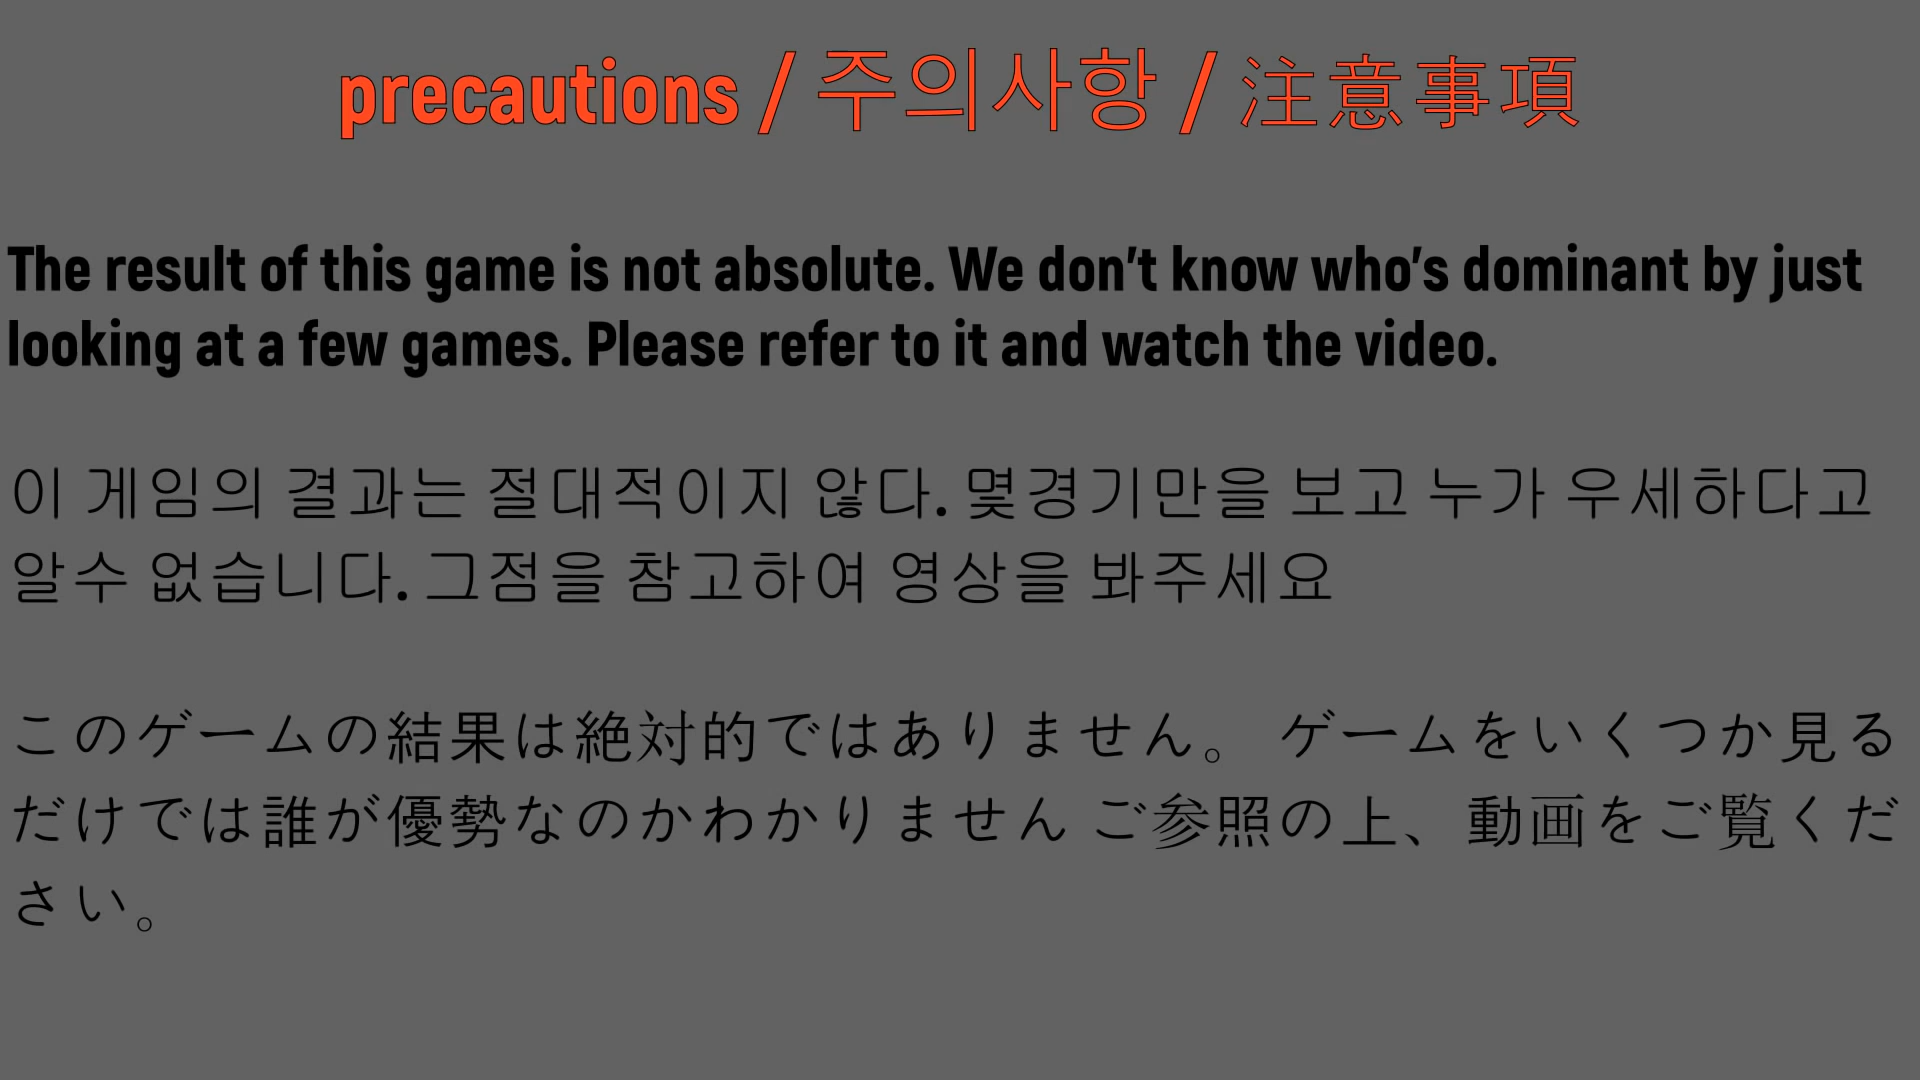 precautions / 주의사항 / 注意事項
The result of this game is not absolute. We don't know who's dominant by just
looking at a few games. Please refer to it and watch the video.
이 게임의 결과는 절대적이지 않다. 몇경기만을 보고 누가 우세하다고
알수 없습니다. 그점을 참고하여 영상을 봐주세요
このゲームの結果は絶対的ではありません。 ゲームをいくつか見る
だけでは誰が優勢なのかわかりません ご参照の上、動画をご覧くだ
さい。